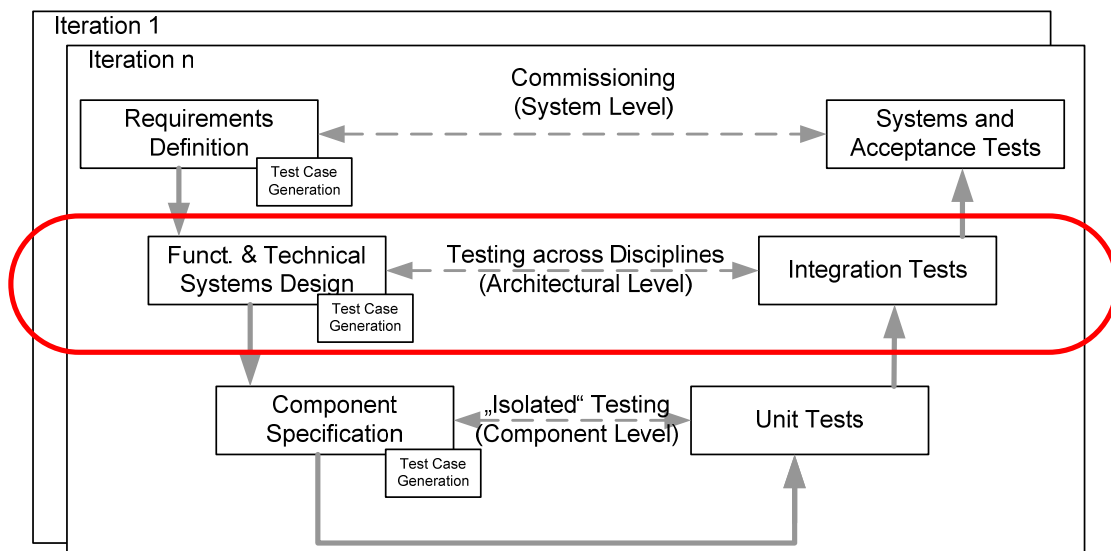 Iteration 1
Iteration n
Commissioning
(System Level)
Requirements
Definition
Systems and
Acceptance Tests
Test Case
Generation
Funct. & Technical
Systems Design
Testing across Disciplines
(Architectural Level)
Integration Tests
Test Case
Generation
Component
Specification
„Isolated“ Testing
(Component Level)
Unit Tests
Test Case
Generation